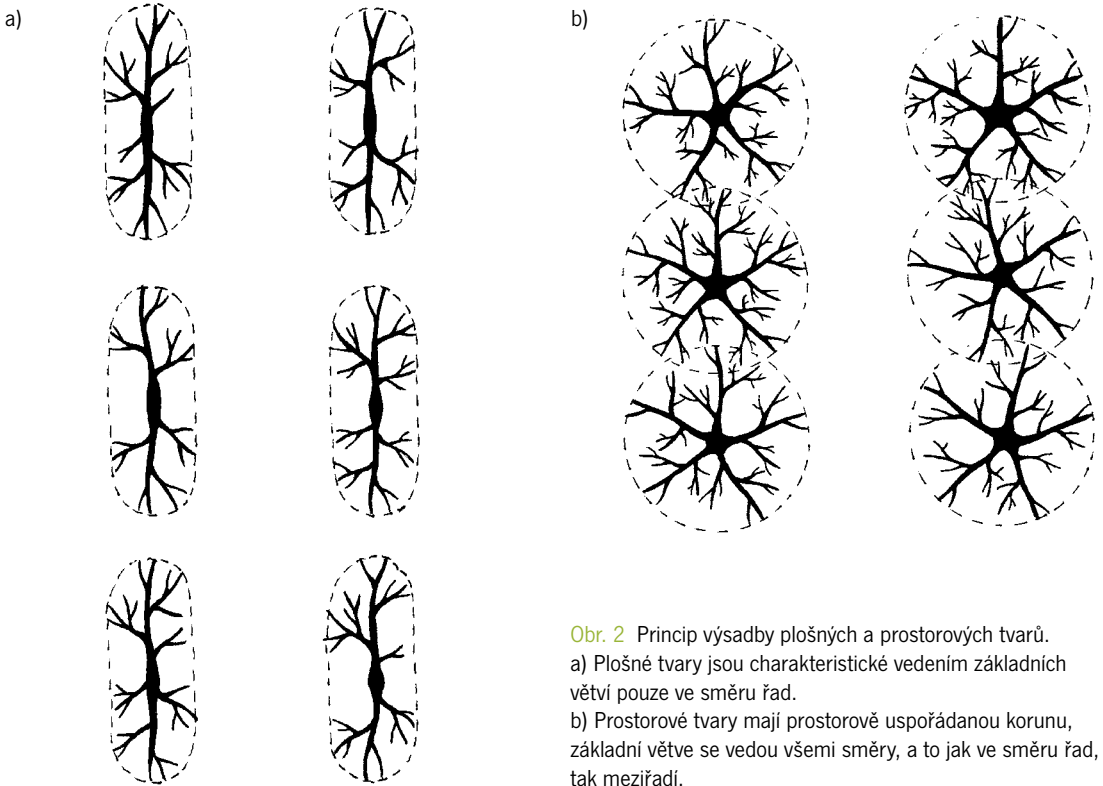 a)
b)
Obr. 2 Princip výsadby plošných a prostorových tvarů.
a) Plošné tvary jsou charakteristické vedením základních
větví pouze ve směru řad.
b) Prostorové tvary mají prostorově uspořádanou korunu,
základní větve se vedou všemi směry, a to jak ve směru řad,
tak meziřadí.